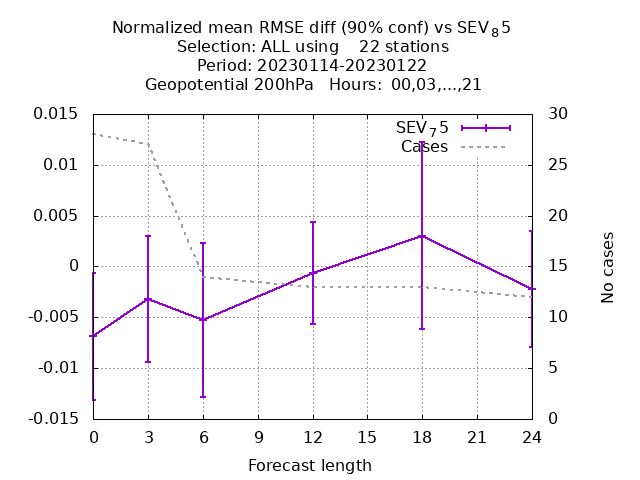 Normalized mean RMSE diff (90% conf) vs SEV₈5
Selection: ALL using    22 stations
Period: 20230114-20230122
Geopotential 200hPa   Hours:  00,03,...,21
0.015
0.01
0.005
0
-0.005
-0.01
-0.015
30
25
20
15
10
5
0
SEV₇5
Cases
No cases
0 3 6 9 12 15 18 21 24
Forecast length